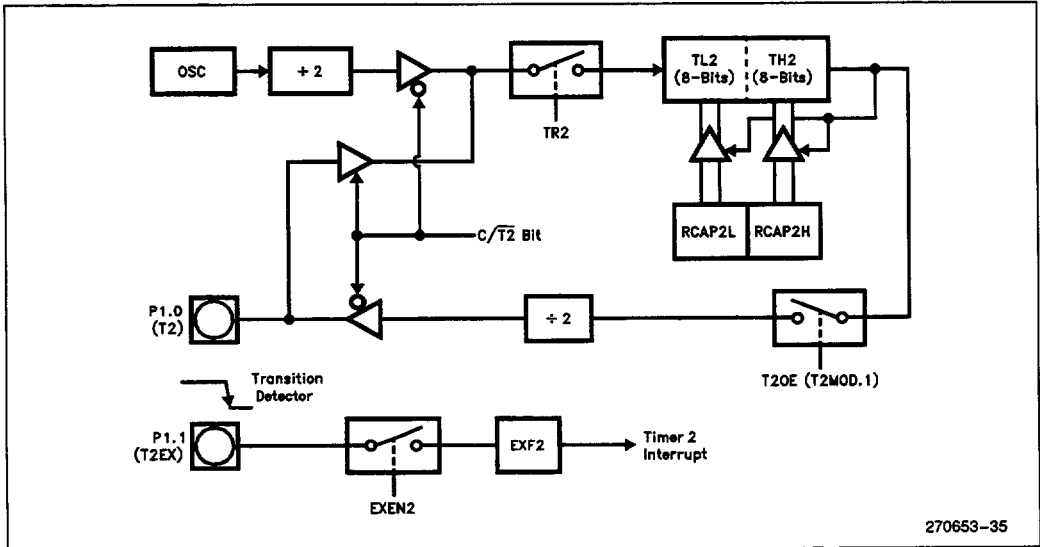 OSC
÷ 2
TR2
TL2
(8-Bits)
TH2
(8-Bits)
RCAP2L
RCAP2H
C/T̅2̅ Bit
P1.0
(T2)
÷ 2
T2OE (T2MOD.1)
Transition
Detector
P1.1
(T2EX)
EXEN2
EXF2
Timer 2
Interrupt
270653-35